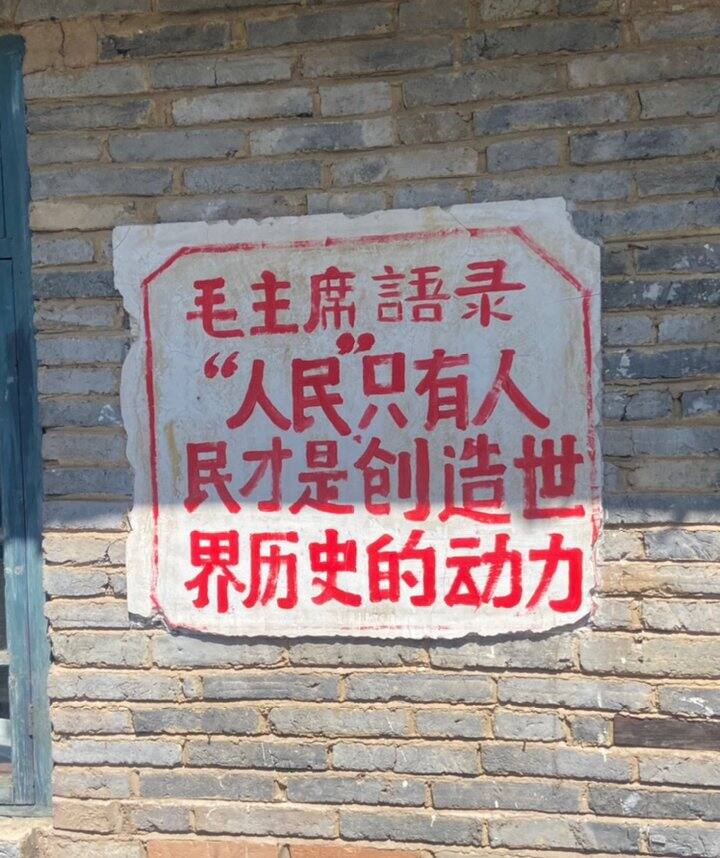 毛主席語录
“人民”只有人
民才是创造世
界历史的动力